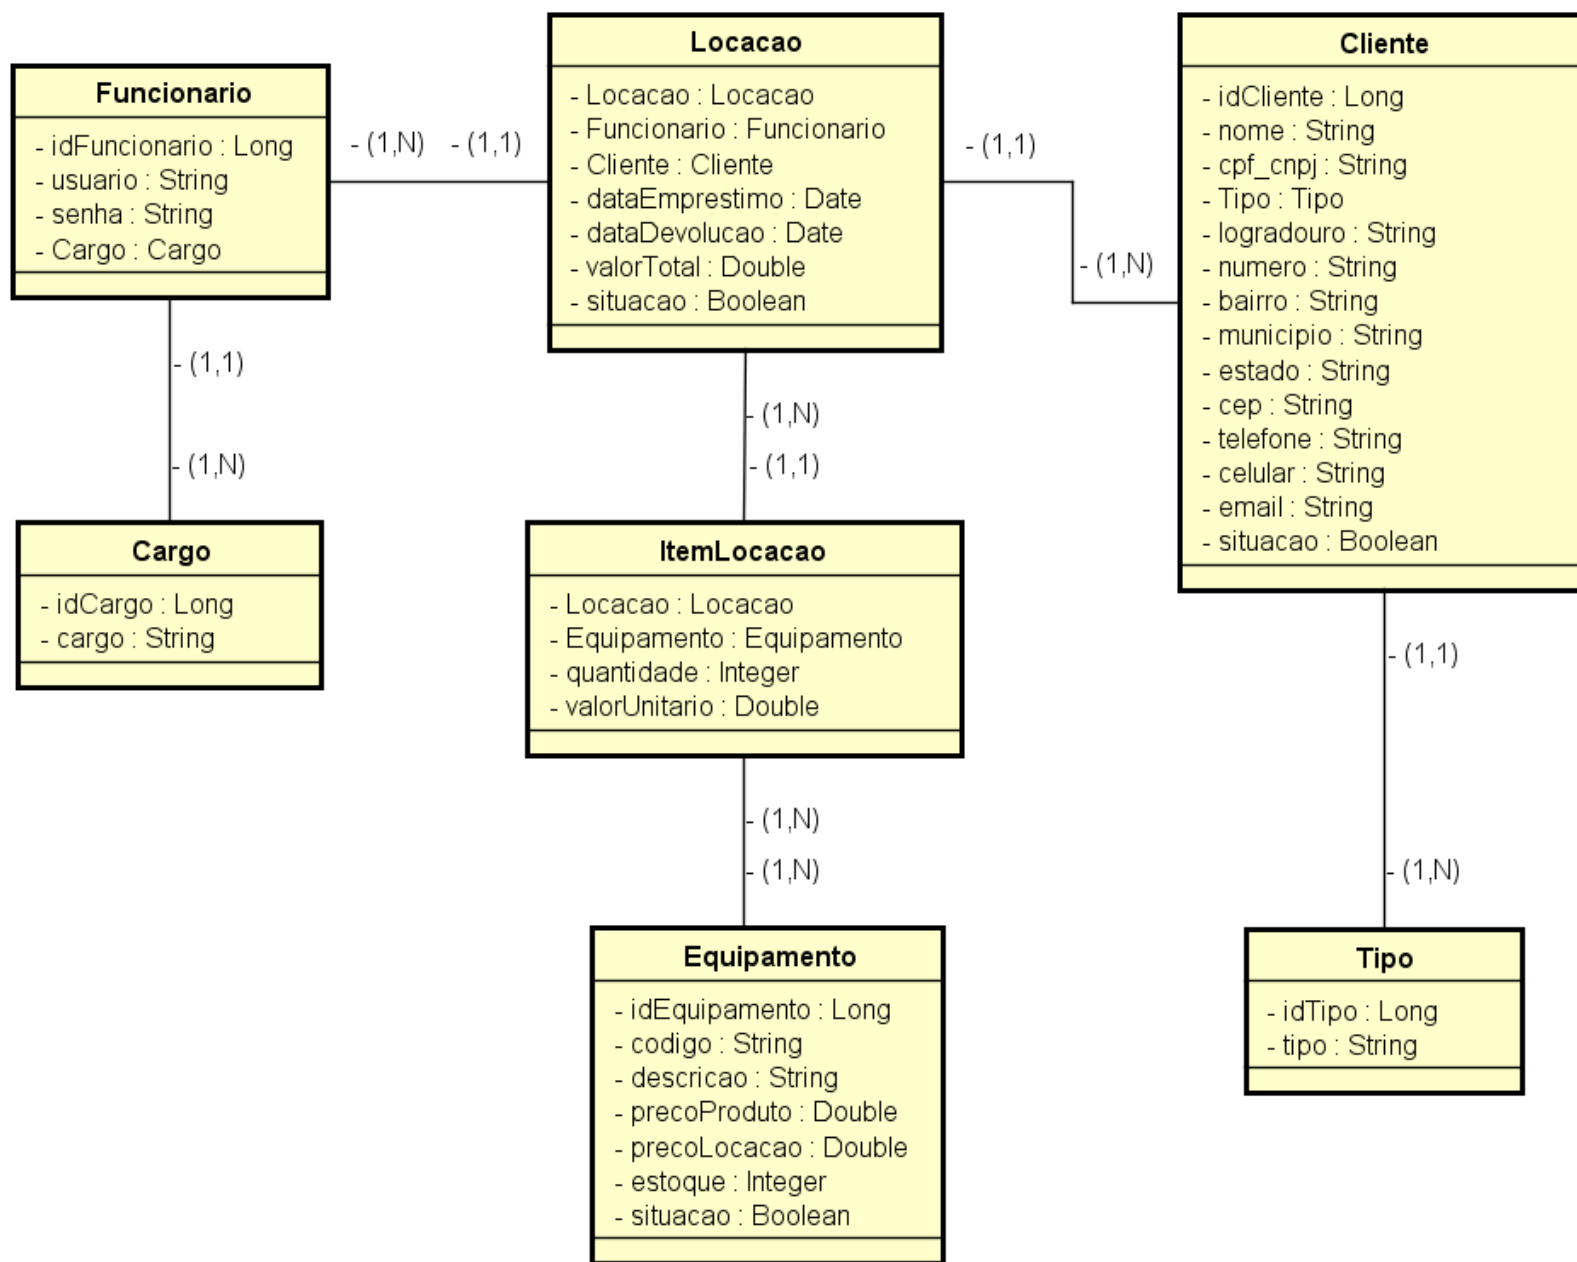 Funcionario
- idFuncionario : Long
- usuario : String
- senha : String
- Cargo : Cargo
- (1,N)
- (1,1)
Locacao
- Locacao : Locacao
- Funcionario : Funcionario
- Cliente : Cliente
- dataEmprestimo : Date
- dataDevolucao : Date
- valorTotal : Double
- situacao : Boolean
- (1,1)
- (1,N)
Cliente
- idCliente : Long
- nome : String
- cpf_cnpj : String
- Tipo : Tipo
- logradouro : String
- numero : String
- bairro : String
- municipio : String
- estado : String
- cep : String
- telefone : String
- celular : String
- email : String
- situacao : Boolean
- (1,1)
- (1,N)
Cargo
- idCargo : Long
- cargo : String
- (1,N)
- (1,1)
ItemLocacao
- Locacao : Locacao
- Equipamento : Equipamento
- quantidade : Integer
- valorUnitario : Double
- (1,N)
- (1,N)
Equipamento
- idEquipamento : Long
- codigo : String
- descricao : String
- precoProduto : Double
- precoLocacao : Double
- estoque : Integer
- situacao : Boolean
- (1,1)
- (1,N)
Tipo
- idTipo : Long
- tipo : String